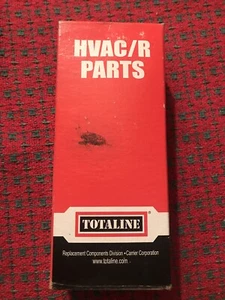 HVAC/R
PARTS
TOTALINE®
Replacement Components Division • Carrier Corporation
www.totaline.com